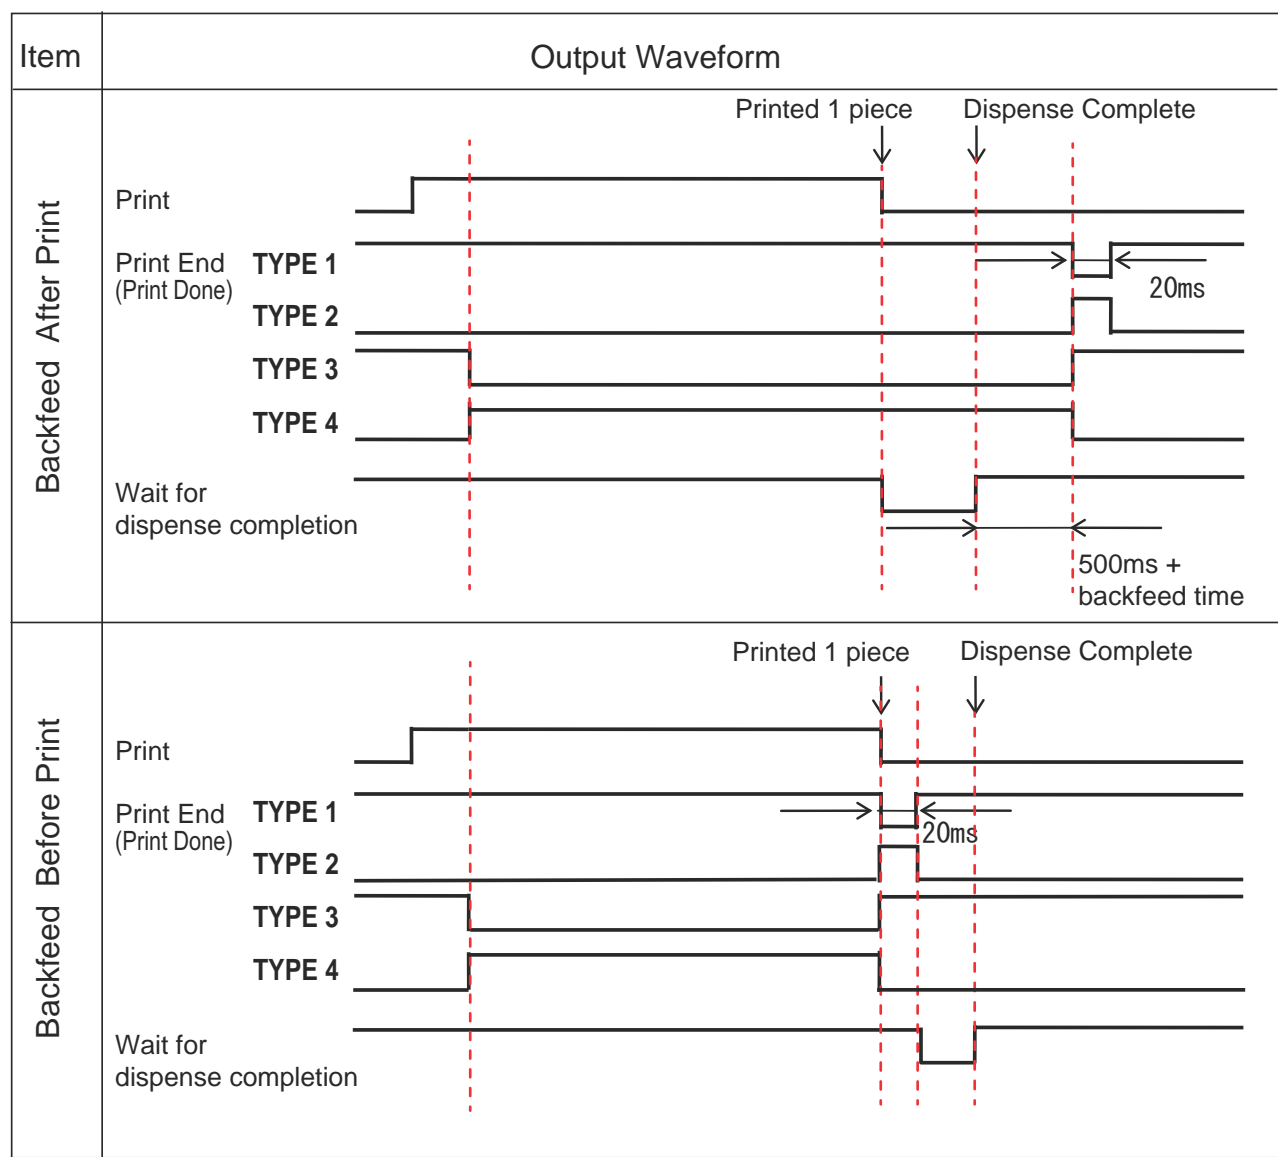 Item
Output Waveform
Backfeed After Print
Printed 1 piece
Dispense Complete
Print
Print End
(Print Done)
TYPE 1
20ms
TYPE 2
TYPE 3
TYPE 4
Wait for
dispense completion
500ms +
backfeed time
Backfeed Before Print
Printed 1 piece
Dispense Complete
Print
Print End
(Print Done)
TYPE 1
20ms
TYPE 2
TYPE 3
TYPE 4
Wait for
dispense completion